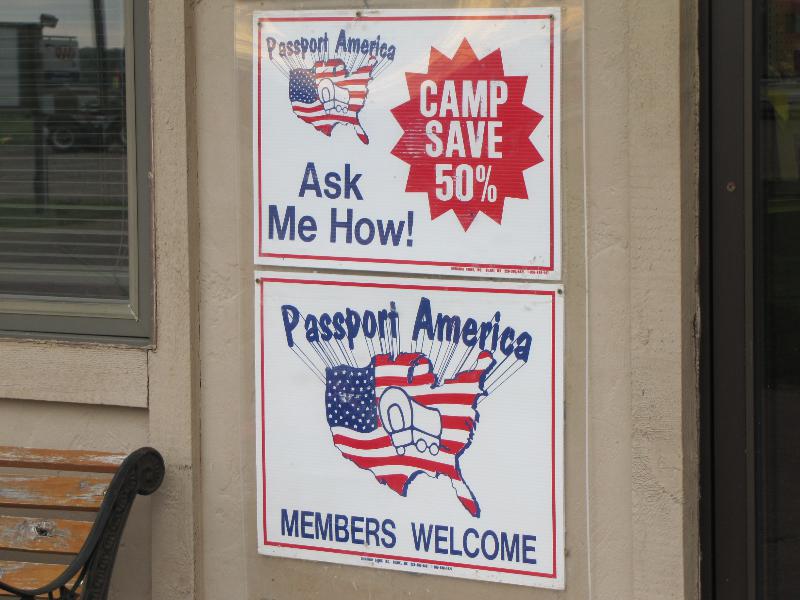 Passport America
CAMP
SAVE
50%
Ask
Me How!
Passport America
MEMBERS WELCOME